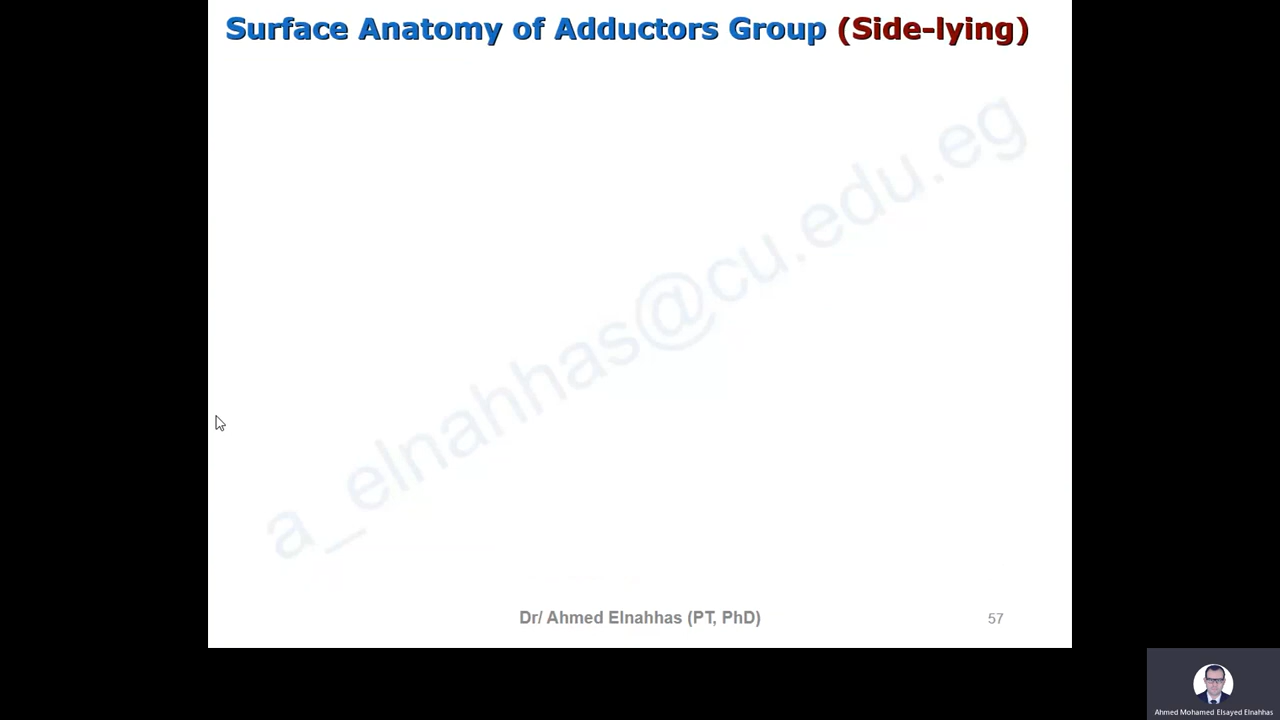 Surface Anatomy of Adductors Group (Side-lying)
a_elnahhas@cu.edu.eg
Dr/ Ahmed Elnahhas (PT, PhD)
57
Ahmed Mohamed Elsayed Elnahhas